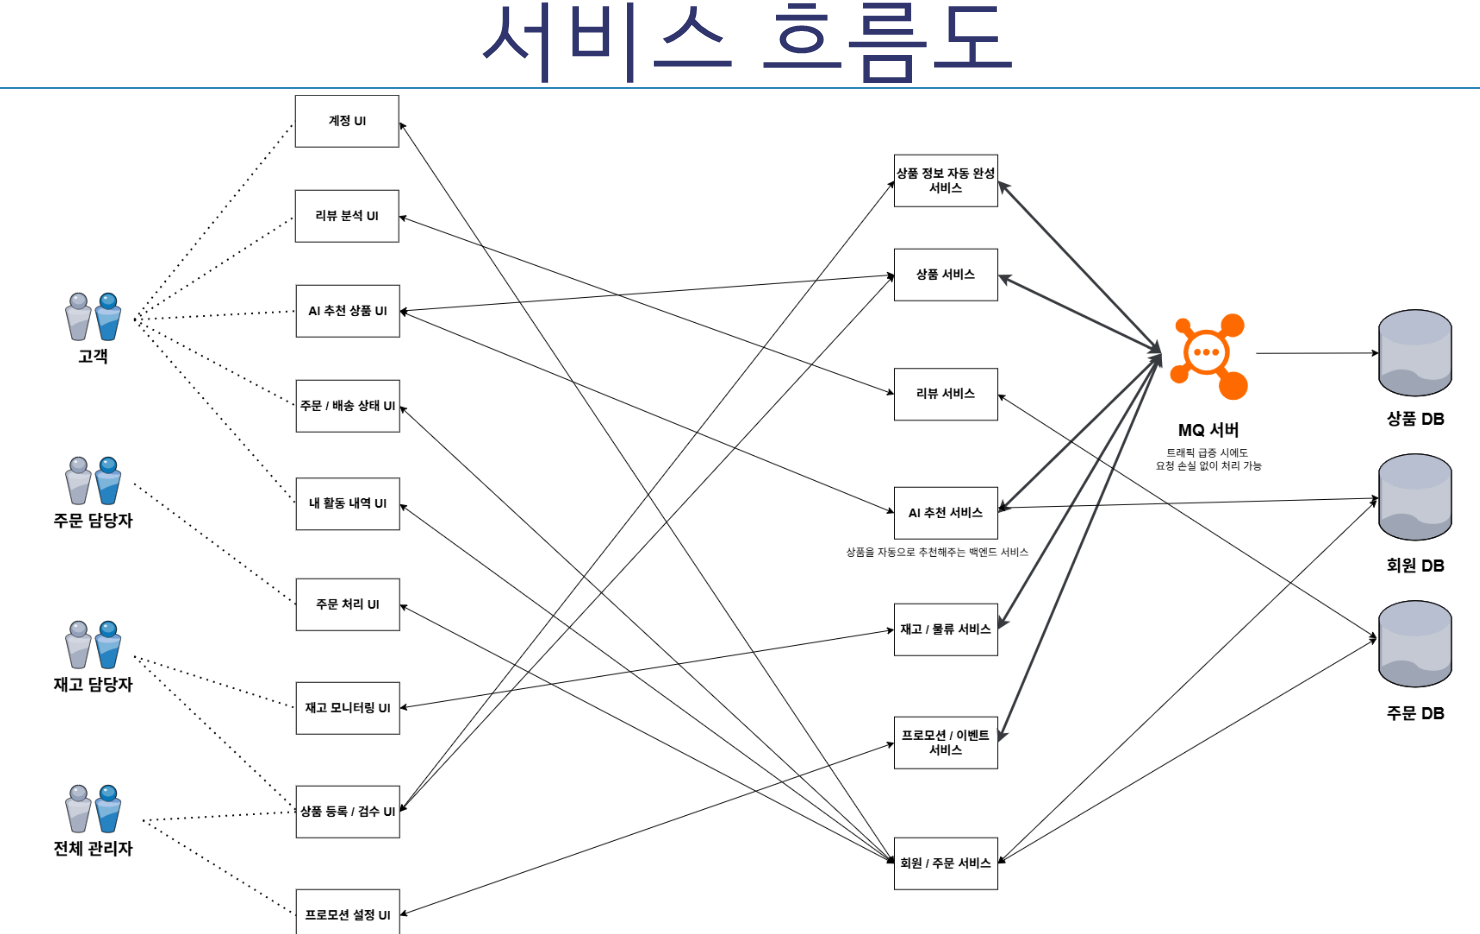 서비스 흐름도
계정 UI
리뷰 분석 UI
AI 추천 상품 UI
주문 / 배송 상태 UI
내 활동 내역 UI
주문 처리 UI
재고 모니터링 UI
상품 등록 / 검수 UI
프로모션 설정 UI
고객
주문 담당자
재고 담당자
전체 관리자
상품 정보 자동 완성
서비스
상품 서비스
리뷰 서비스
AI 추천 서비스
상품을 자동으로 추천해주는 백엔드 서비스
재고 / 물류 서비스
프로모션 / 이벤트
서비스
회원 / 주문 서비스
MQ 서버
트래픽 급증 시에도
요청 손실 없이 처리 가능
상품 DB
회원 DB
주문 DB